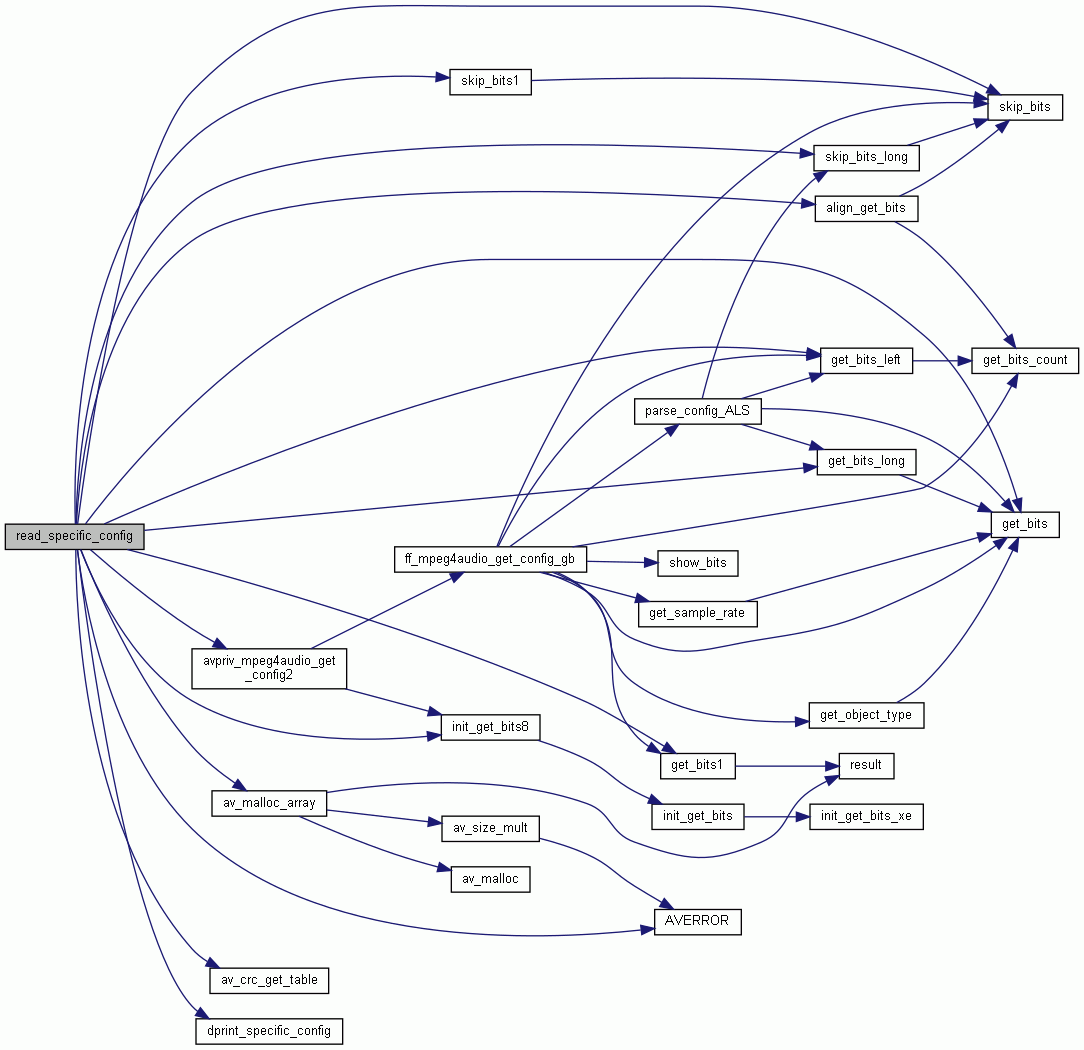 skip_bits1
skip_bits
skip_bits_long
align_get_bits
get_bits_left
get_bits_count
parse_config_ALS
get_bits_long
get_bits
read_specific_config
ff_mpeg4audio_get_config_gb
show_bits
get_sample_rate
avpriv_mpeg4audio_get
_config2
get_object_type
init_get_bits8
get_bits1
result
av_malloc_array
init_get_bits
init_get_bits_xe
av_size_mult
av_malloc
AVERROR
av_crc_get_table
dprint_specific_config